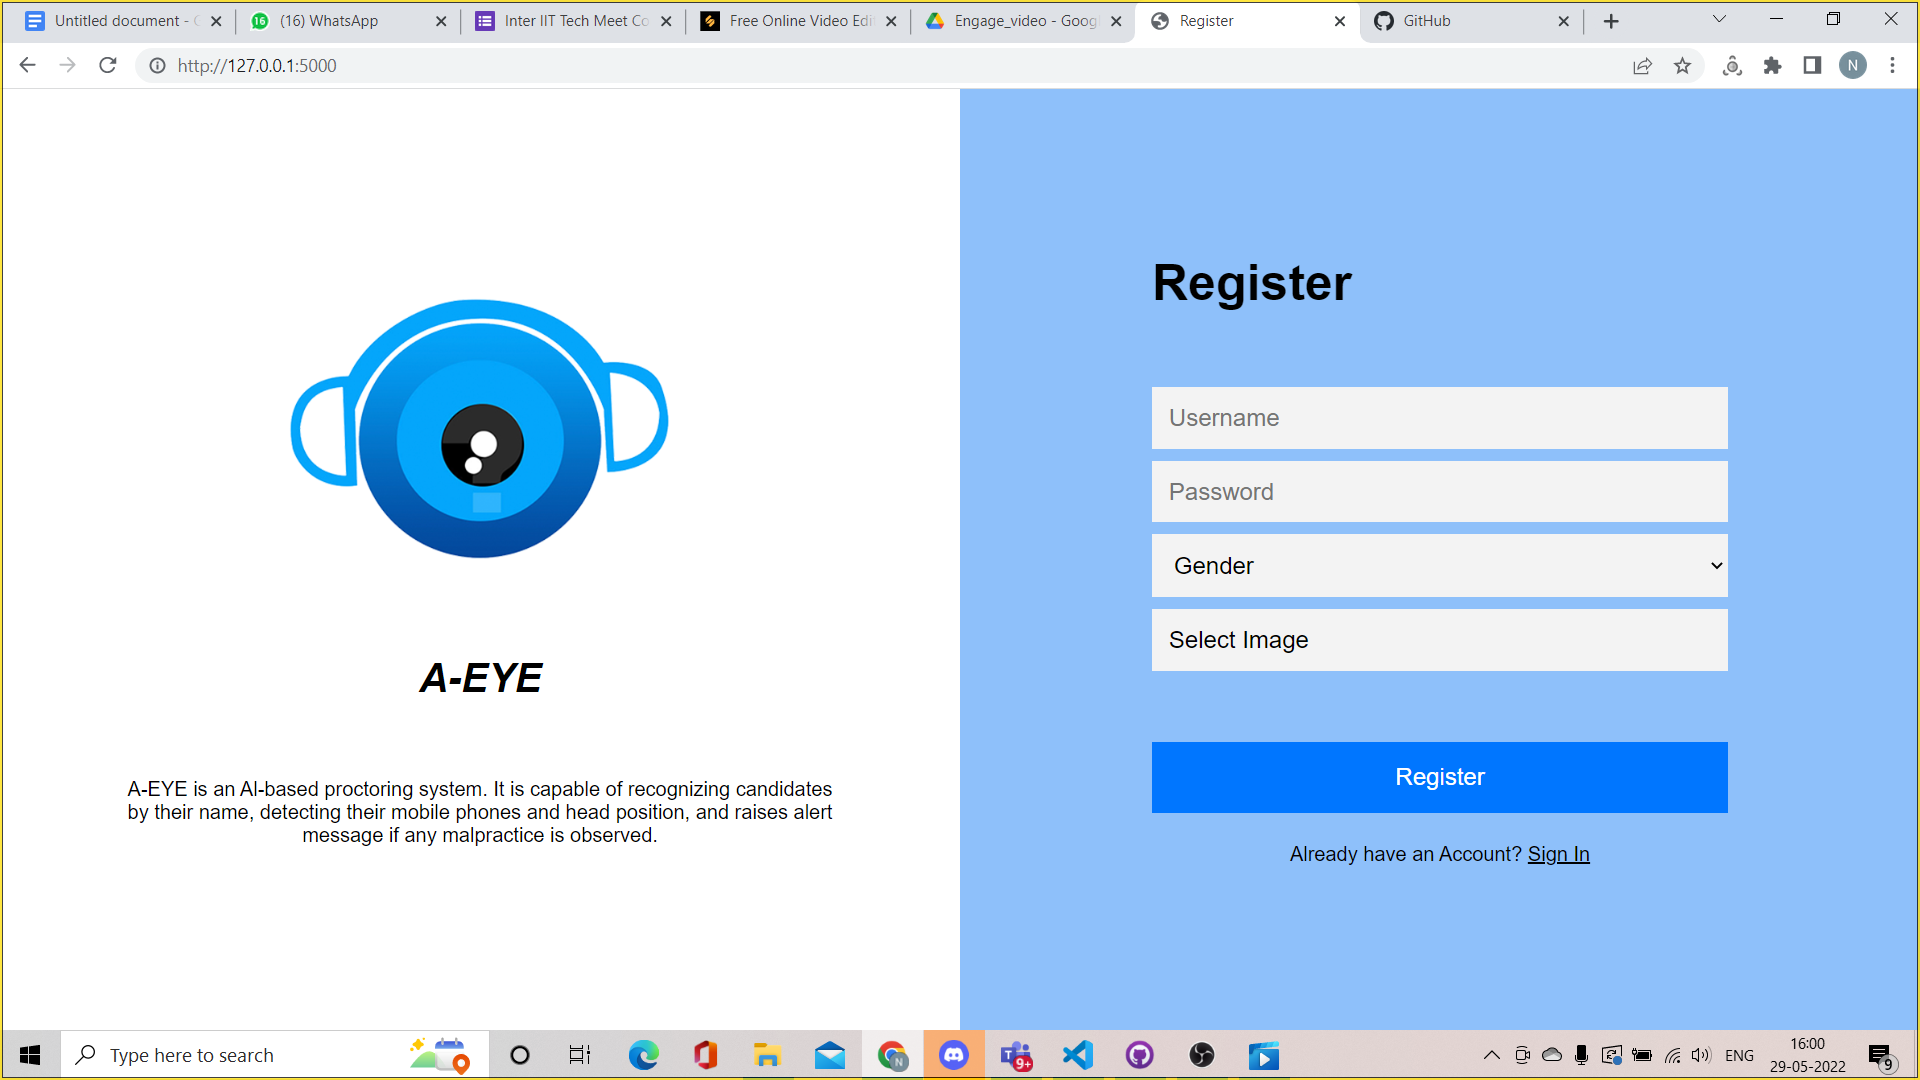 Untitled document -
(16) WhatsApp
Inter IIT Tech Meet Co
Free Online Video Edi
Engage_video - Goog
Register
GitHub
http://127.0.0.1:5000
N
A-EYE
A-EYE is an AI-based proctoring system. It is capable of recognizing candidates
by their name, detecting their mobile phones and head position, and raises alert
message if any malpractice is observed.
Register
Username
Password
Gender
Select Image
Register
Already have an Account? Sign In
Type here to search
N
9+
ENG
16:00
29-05-2022
9